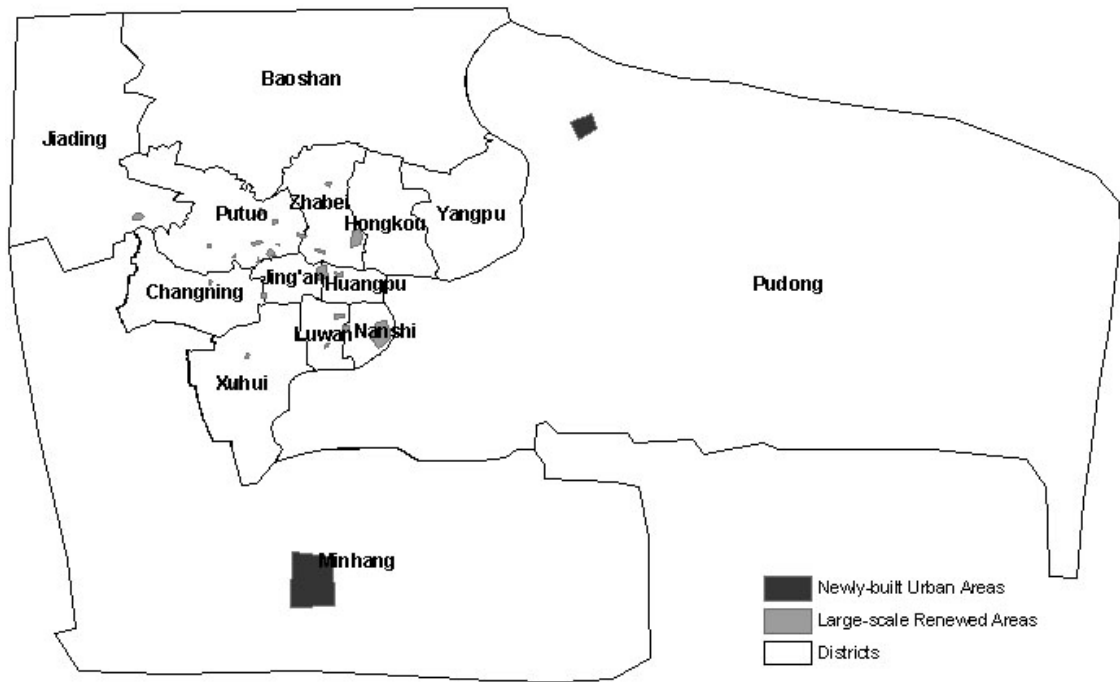 Baoshan
Jiading
Zhabei
Putuo
Hongkou
Yangpu
Jing'an
Huangpu
Changning
Pudong
Luwan
Nanshi
Xuhui
Minhang
Newly-built Urban Areas
Large-scale Renewed Areas
Districts